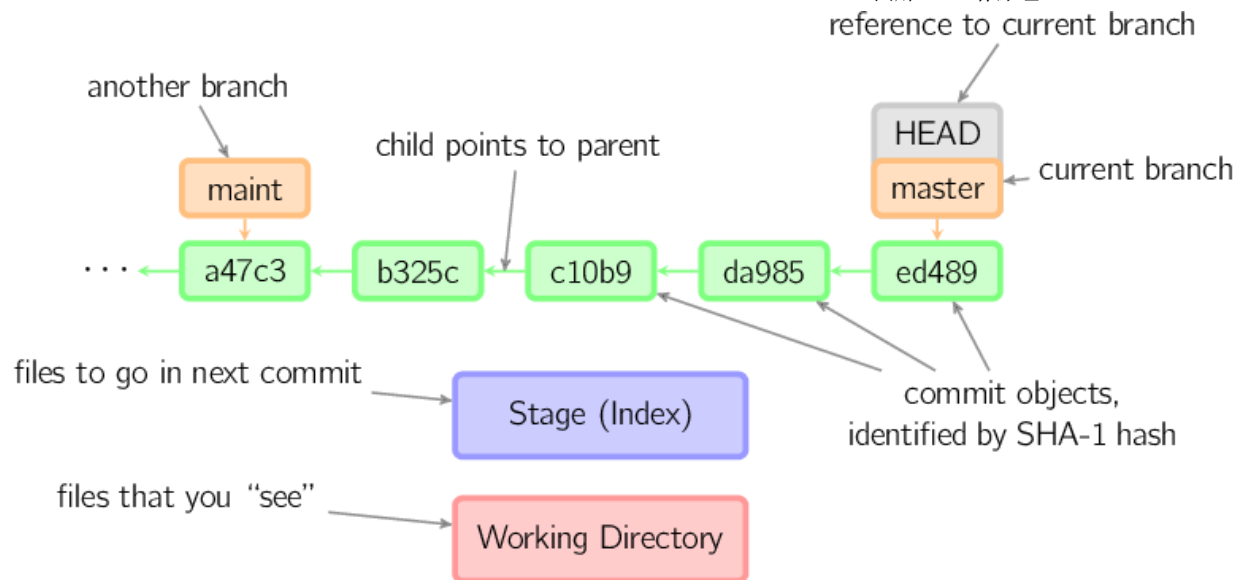 reference to current branch
another branch
HEAD
child points to parent
maint
master
current branch
...
a47c3
b325c
c10b9
da985
ed489
files to go in next commit
Stage (Index)
commit objects,
identified by SHA-1 hash
files that you “see”
Working Directory